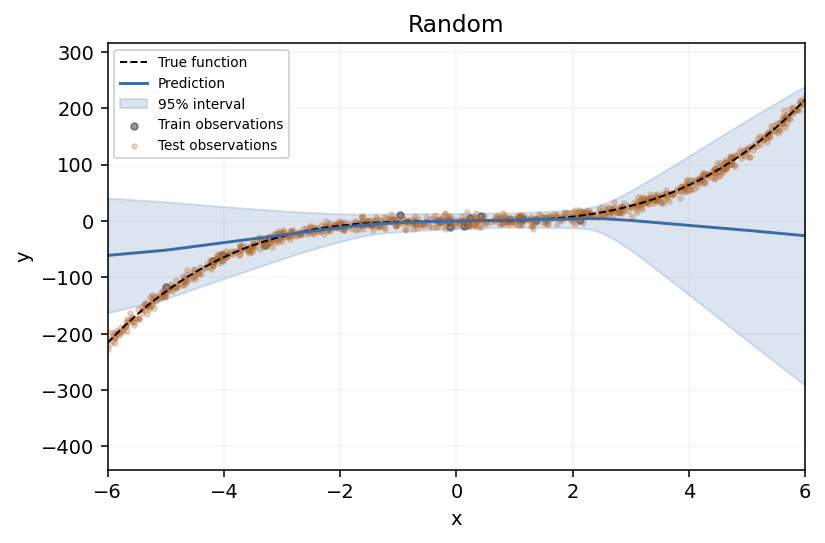 Random
True function
Prediction
95% interval
Train observations
Test observations
300
200
100
0
−100
−200
−300
−400
y
−6
−4
−2
0
2
4
6
x